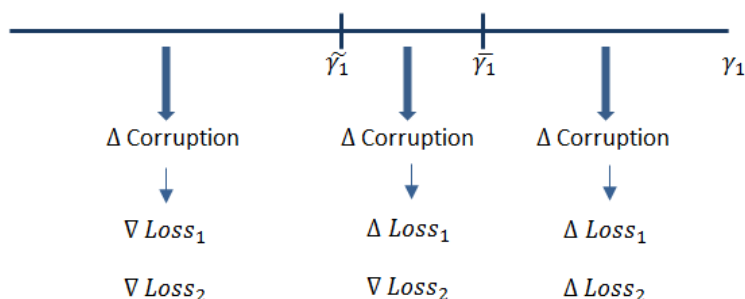 γ̃₁ γ̄₁ γ₁
Δ Corruption Δ Corruption Δ Corruption
∇ Loss₁ Δ Loss₁ Δ Loss₁
∇ Loss₂ ∇ Loss₂ Δ Loss₂